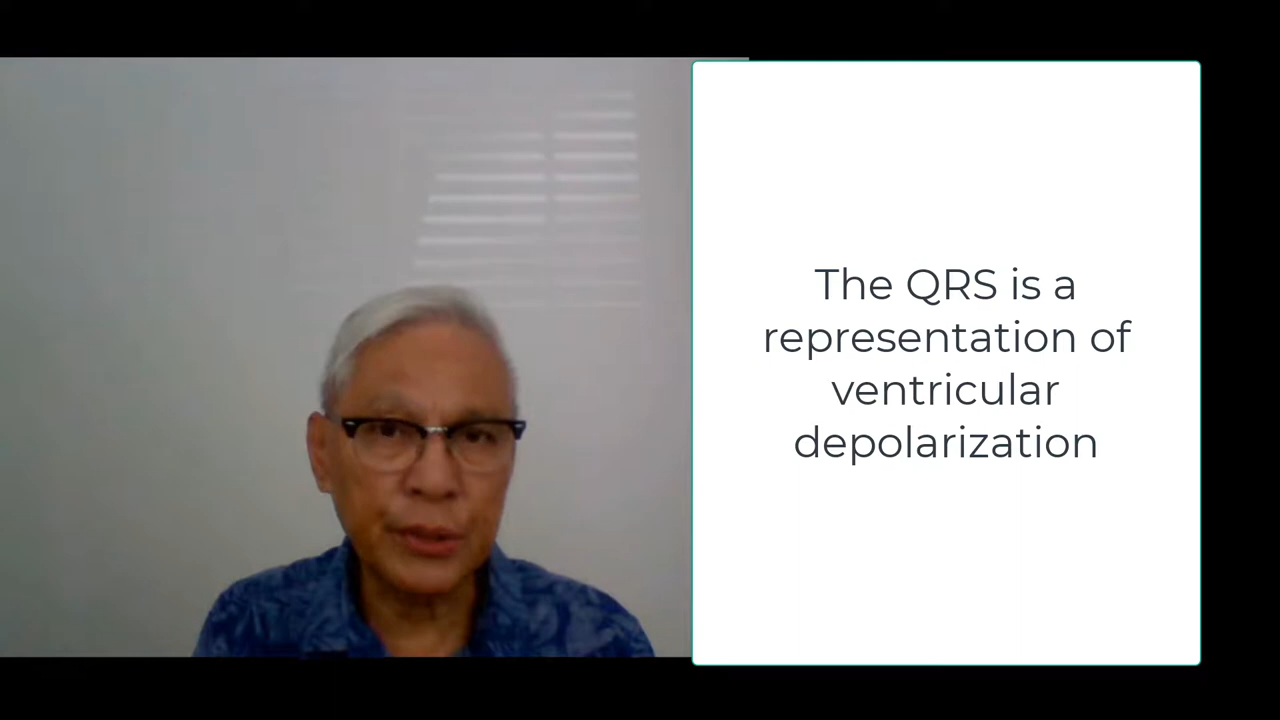 The QRS is a
representation of
ventricular
depolarization